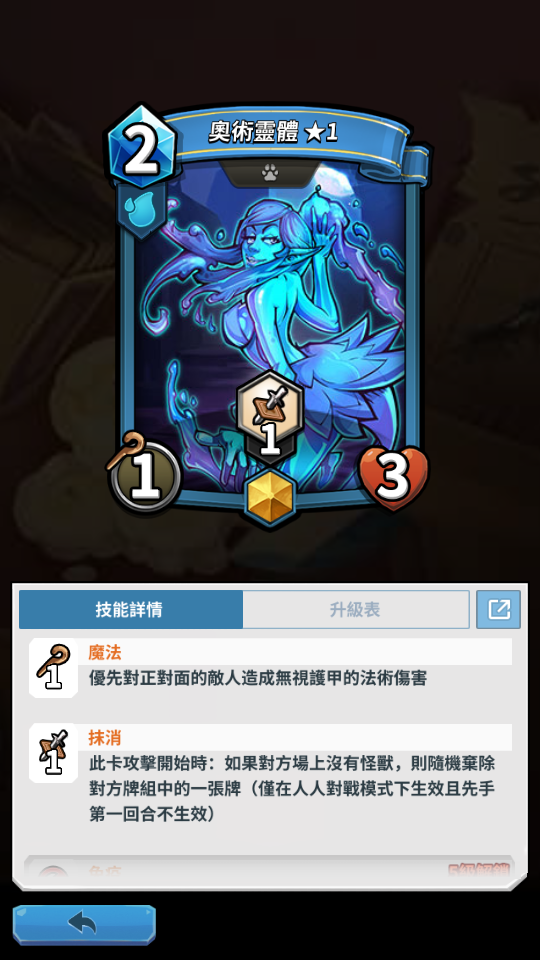 2
奧術靈體 ★1
1
1
3
技能詳情
升級表
魔法
1
優先對正對面的敵人造成無視護甲的法術傷害
抹消
1
此卡攻擊開始時：如果對方場上沒有怪獸，則隨機棄除
對方牌組中的一張牌（僅在人人對戰模式下生效且先手
第一回合不生效）